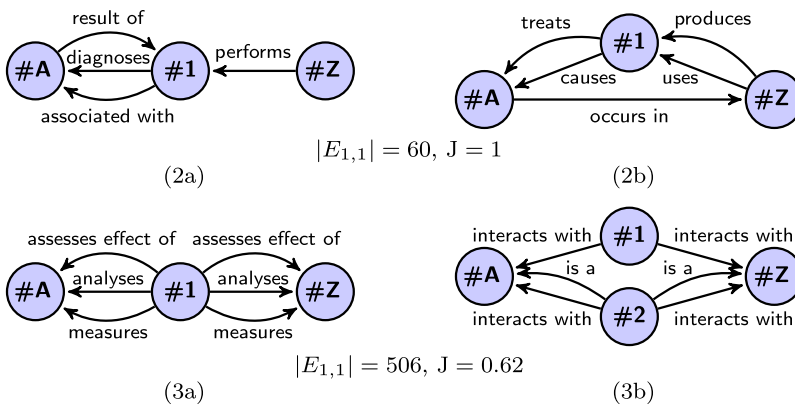 result of
treats
produces
#1
diagnoses
performs
#A
#1
#Z
causes
uses
#A
#Z
associated with
occurs in
|E1,1| = 60, J = 1
(2a)
(2b)
assesses effect of
assesses effect of
interacts with
#1
interacts with
#A
analyses
#1
analyses
#Z
#A
is a
is a
#Z
measures
measures
interacts with
#2
interacts with
|E1,1| = 506, J = 0.62
(3a)
(3b)